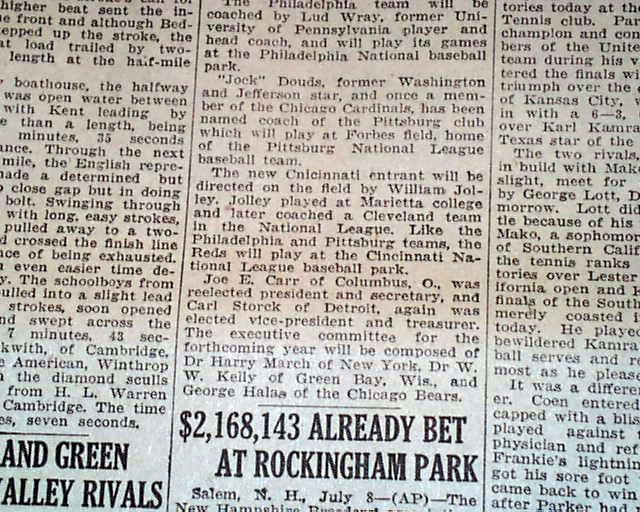 higher beat sent the in-
e front and although Bed-
epped up the stroke, the
at load trailed by two-
length at the half-mile
boathouse, the halfway
was open water between
with Kent leading by
e than a length, being
minutes, 35 seconds
ance. Through the next
mile, the English repre-
made a determined but
o close gap but in doing
bolt. Swinging through
with long, easy strokes,
pulled away to a two-
d crossed the finish line
nce of being exhausted.
n even easier time de-
y. The schoolboys from
ulled into a slight lead
strokes, soon opened
nd swept across the
7 minutes, 43 sec-
kwith, of Cambridge,
e American, Winthrop
n the diamond sculls
from H. L. Warren
Cambridge. The time
es, seven seconds.
AND GREEN
VALLEY RIVALS
The Philadelphia team will be
coached by Lud Wray, former Uni-
versity of Pennsylvania player and
head coach, and will play its games
at the Philadelphia National baseball
park.
"Jock" Douds, former Washington
and Jefferson star, and once a mem-
ber of the Chicago Cardinals, has been
named coach of the Pittsburg club
which will play at Forbes field, home
of the Pittsburg National League
baseball team.
The new Cnicinnati entrant will be
directed on the field by William Jol-
ley. Jolley played at Marietta college
and later coached a Cleveland team
in the National League. Like the
Philadelphia and Pittsburg teams, the
Reds will play at the Cincinnati Na-
tional League baseball park.
Joe E. Carr of Columbus, O., was
reelected president and secretary, and
Carl Storck of Detroit, again was
elected vice-president and treasurer.
The executive committee for the
forthcoming year will be composed of
Dr Harry March of New York, Dr W.
W. Kelly of Green Bay, Wis., and
George Halas of the Chicago Bears.
$2,168,143 ALREADY BET
AT ROCKINGHAM PARK
Salem, N. H., July 8—(AP)—The
New Hampshire
tories today at th
Tennis club. Par
champion and con
bers of the Unite
team during his v
tered the finals wi
triumph over the
of Kansas City,
in with a 6—3,
over Karl Kamra
Texas star of the
The two rivals,
in build with Mak
slight, meet for
by George Lott, D
morrow. Lott did
tle because of his
Mako, a sophomor
of Southern Calif
the tennis ranks
tories over Lester
ifornia open and
finals of the South
merely coasted i
today. He playe
bewildered Kamra
ball serves and r
most as he please
It was a differe
er. Coen entered
capped with a blis
played against
physician and ref
Frankie's lightnin
got his sore foot
came back to win
after Parker had